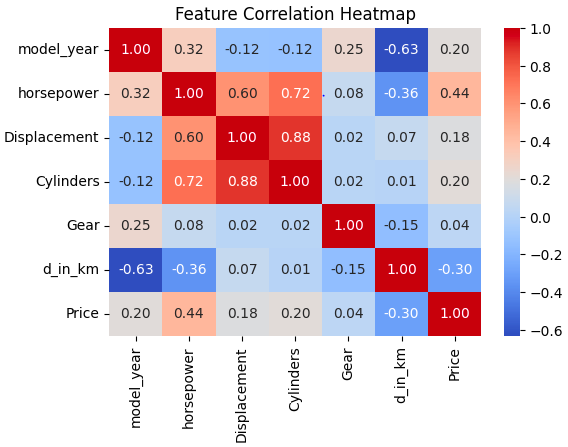 Feature Correlation Heatmap
model_year 1.00 0.32 -0.12 -0.12 0.25 -0.63 0.20
horsepower 0.32 1.00 0.60 0.72 0.08 -0.36 0.44
Displacement -0.12 0.60 1.00 0.88 0.02 0.07 0.18
Cylinders -0.12 0.72 0.88 1.00 0.02 0.01 0.20
Gear 0.25 0.08 0.02 0.02 1.00 -0.15 0.04
d_in_km -0.63 -0.36 0.07 0.01 -0.15 1.00 -0.30
Price 0.20 0.44 0.18 0.20 0.04 -0.30 1.00
model_year
horsepower
Displacement
Cylinders
Gear
d_in_km
Price
1.0
0.8
0.6
0.4
0.2
0.0
−0.2
−0.4
−0.6